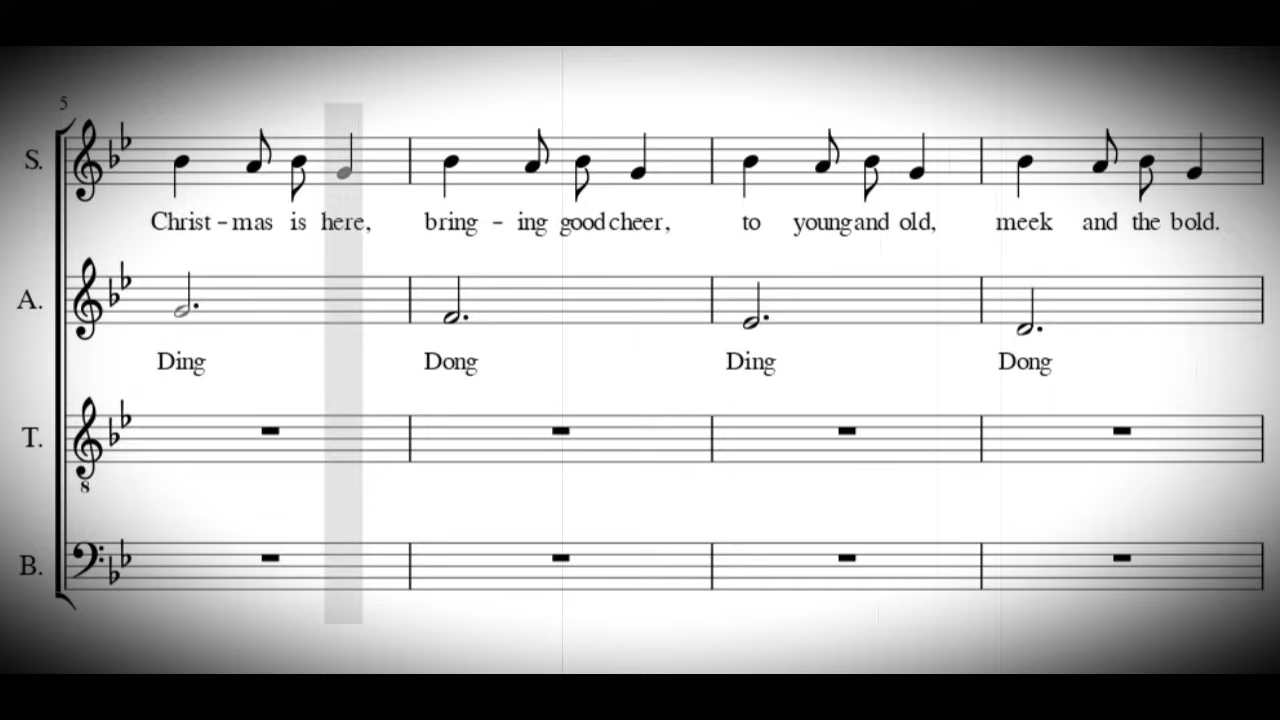 5
S.
Christ - mas is here, bring - ing good cheer, to young and old, meek and the bold.
A.
Ding Dong Ding Dong
T.
8
B.